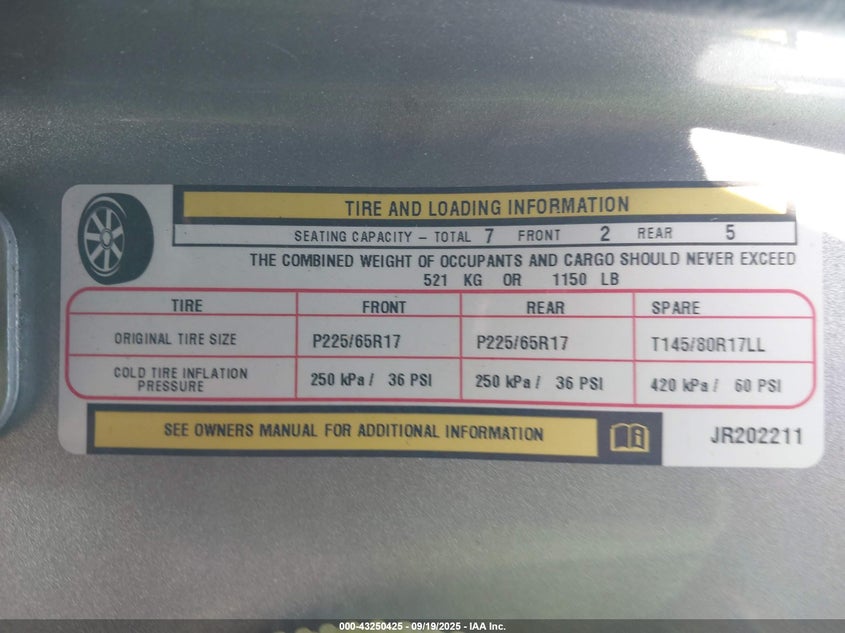 TIRE AND LOADING INFORMATION
SEATING CAPACITY – TOTAL 7 FRONT 2 REAR 5
THE COMBINED WEIGHT OF OCCUPANTS AND CARGO SHOULD NEVER EXCEED
521 KG OR 1150 LB
TIRE FRONT REAR SPARE
ORIGINAL TIRE SIZE P225/65R17 P225/65R17 T145/80R17LL
COLD TIRE INFLATION PRESSURE 250 kPa / 36 PSI 250 kPa / 36 PSI 420 kPa / 60 PSI
SEE OWNERS MANUAL FOR ADDITIONAL INFORMATION
JR202211
000-43250425 - 09/19/2025 - IAA Inc.